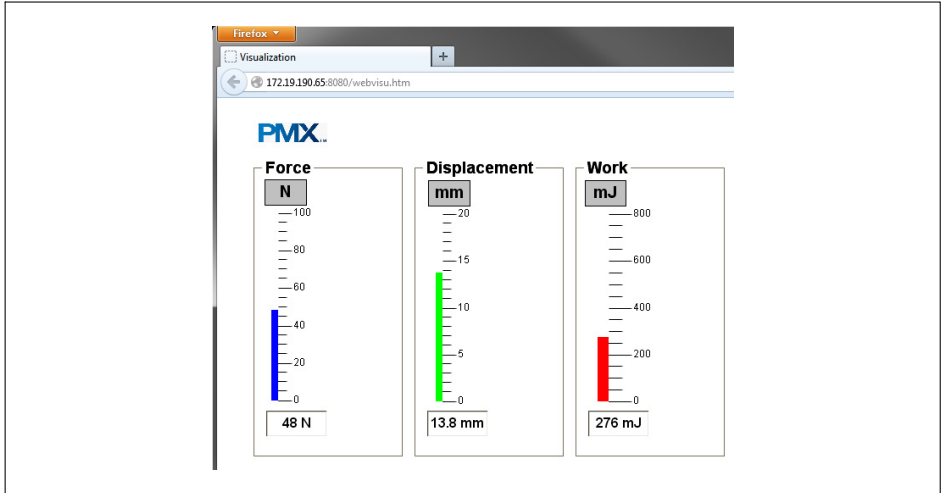 Firefox
Visualization
+
172.19.190.65:8080/webvisu.htm
PMX™
Force
N
100
80
60
40
20
0
48 N
Displacement
mm
20
15
10
5
0
13.8 mm
Work
mJ
800
600
400
200
0
276 mJ